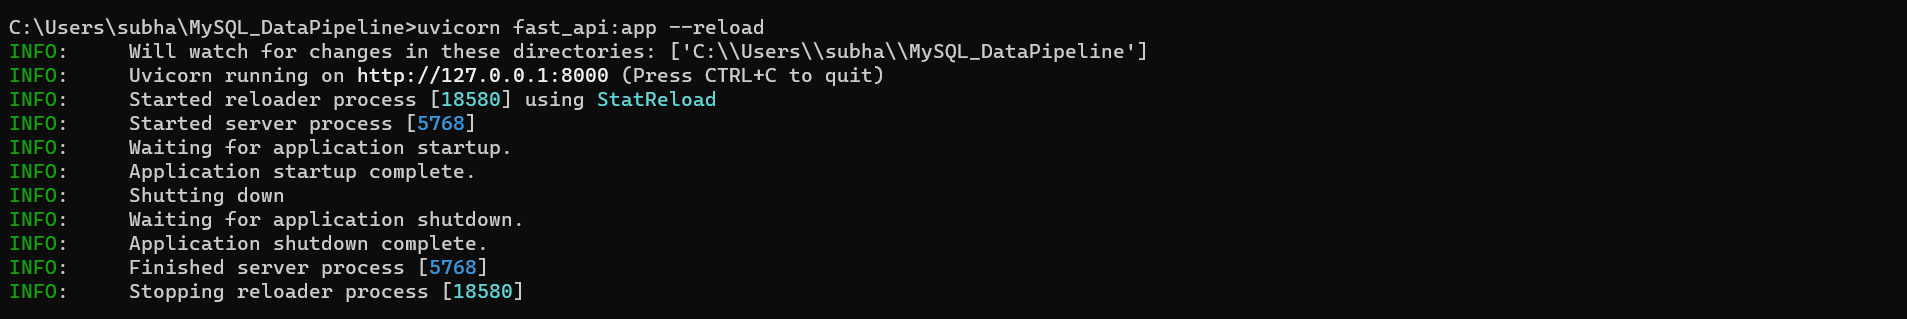 C:\Users\subha\MySQL_DataPipeline>uvicorn fast_api:app --reload
INFO:     Will watch for changes in these directories: ['C:\\Users\\subha\\MySQL_DataPipeline']
INFO:     Uvicorn running on http://127.0.0.1:8000 (Press CTRL+C to quit)
INFO:     Started reloader process [18580] using StatReload
INFO:     Started server process [5768]
INFO:     Waiting for application startup.
INFO:     Application startup complete.
INFO:     Shutting down
INFO:     Waiting for application shutdown.
INFO:     Application shutdown complete.
INFO:     Finished server process [5768]
INFO:     Stopping reloader process [18580]